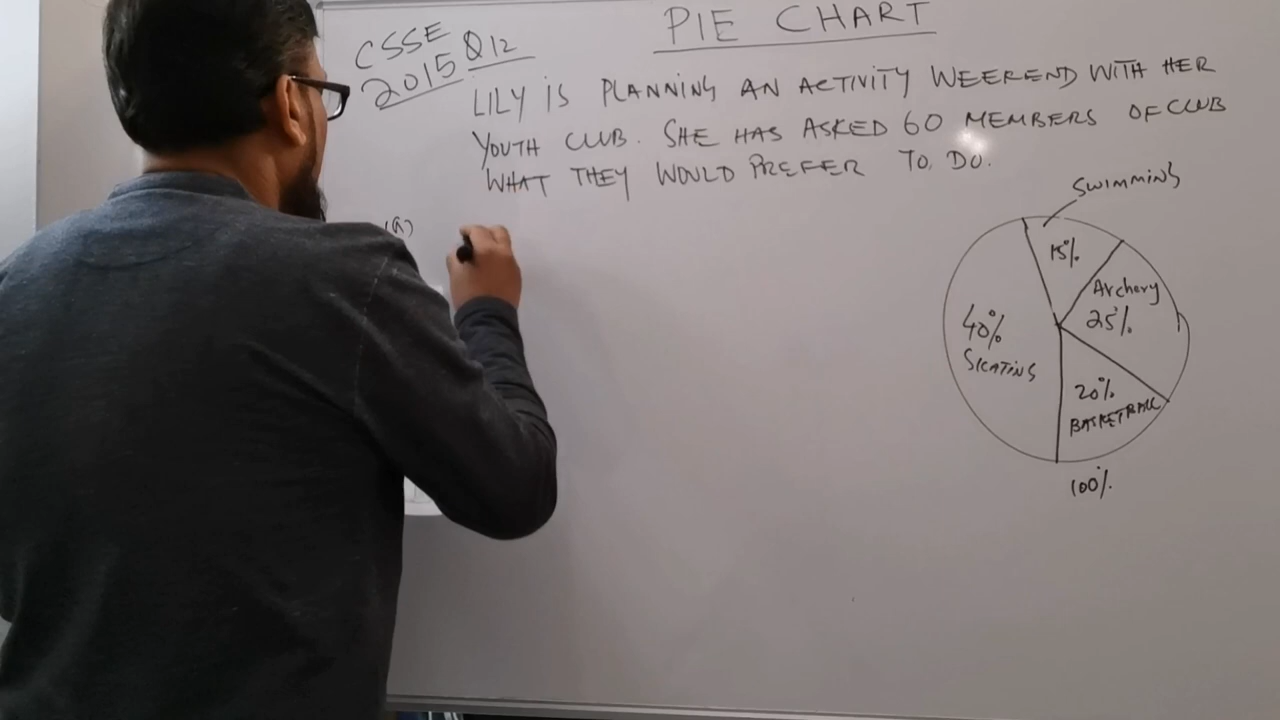 PIE CHART
CSSE
2015 Q12
LILY IS PLANNING AN ACTIVITY WEEKEND WITH HER
YOUTH CLUB. SHE HAS ASKED 60 MEMBERS OF CLUB
WHAT THEY WOULD PREFER TO DO.
(a)
SWIMMING
15%
Archery
25%
40%
SKATING
20%
BASKETBALL
100%